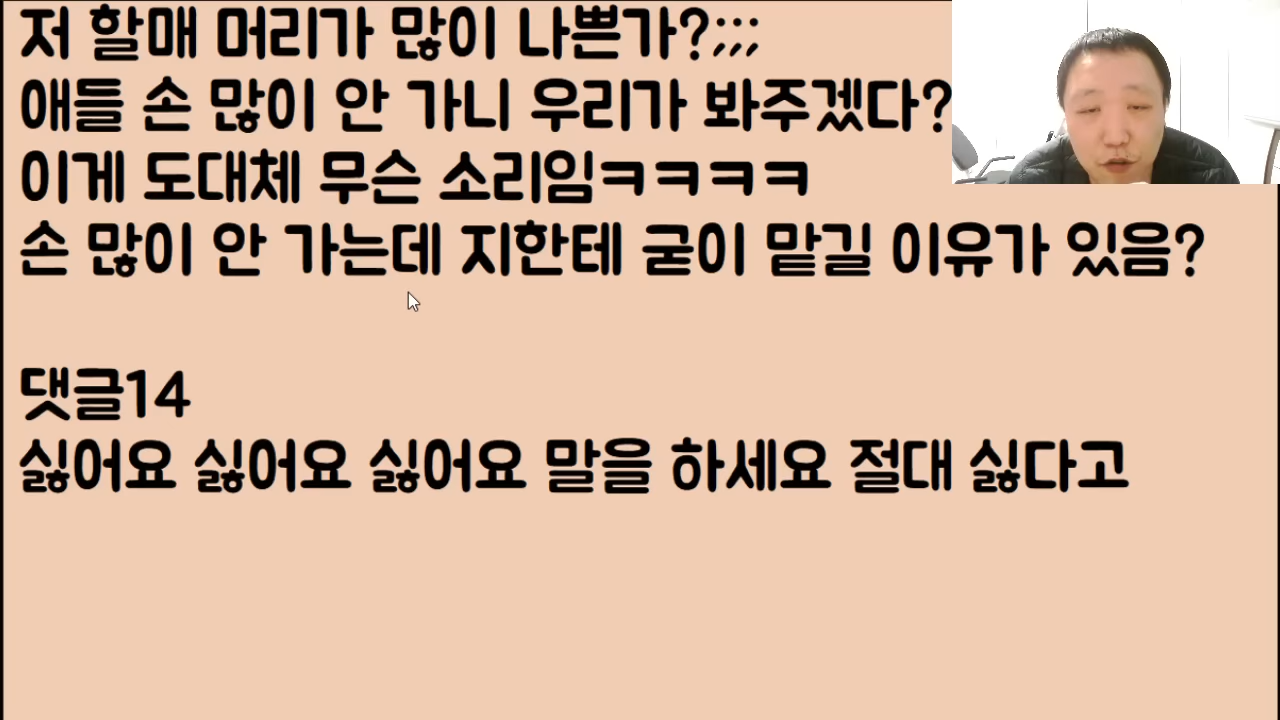 저 할매 머리가 많이 나쁜가?;;;
애들 손 많이 안 가니 우리가 봐주겠다?
이게 도대체 무슨 소리임ㅋㅋㅋㅋ
손 많이 안 가는데 지한테 굳이 맡길 이유가 있음?
댓글14
싫어요 싫어요 싫어요 말을 하세요 절대 싫다고